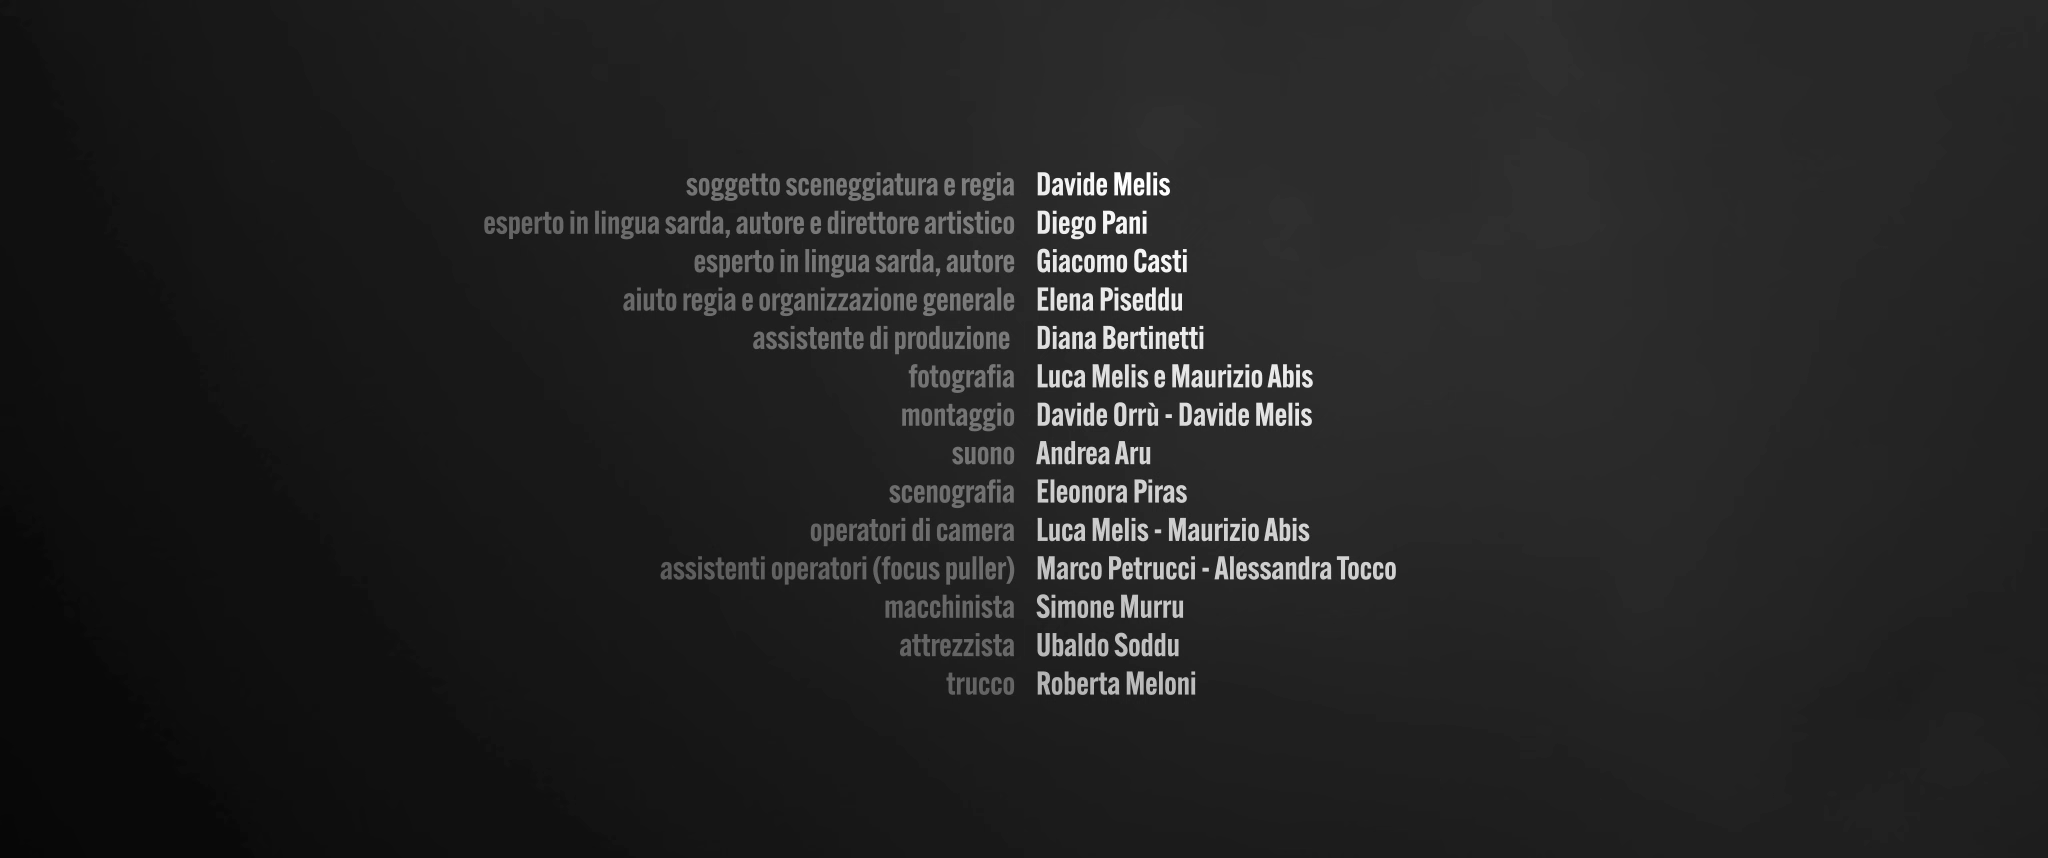 soggetto sceneggiatura e regia Davide Melis
esperto in lingua sarda, autore e direttore artistico Diego Pani
esperto in lingua sarda, autore Giacomo Casti
aiuto regia e organizzazione generale Elena Piseddu
assistente di produzione Diana Bertinetti
fotografia Luca Melis e Maurizio Abis
montaggio Davide Orrù - Davide Melis
suono Andrea Aru
scenografia Eleonora Piras
operatori di camera Luca Melis - Maurizio Abis
assistenti operatori (focus puller) Marco Petrucci - Alessandra Tocco
macchinista Simone Murru
attrezzista Ubaldo Soddu
trucco Roberta Meloni